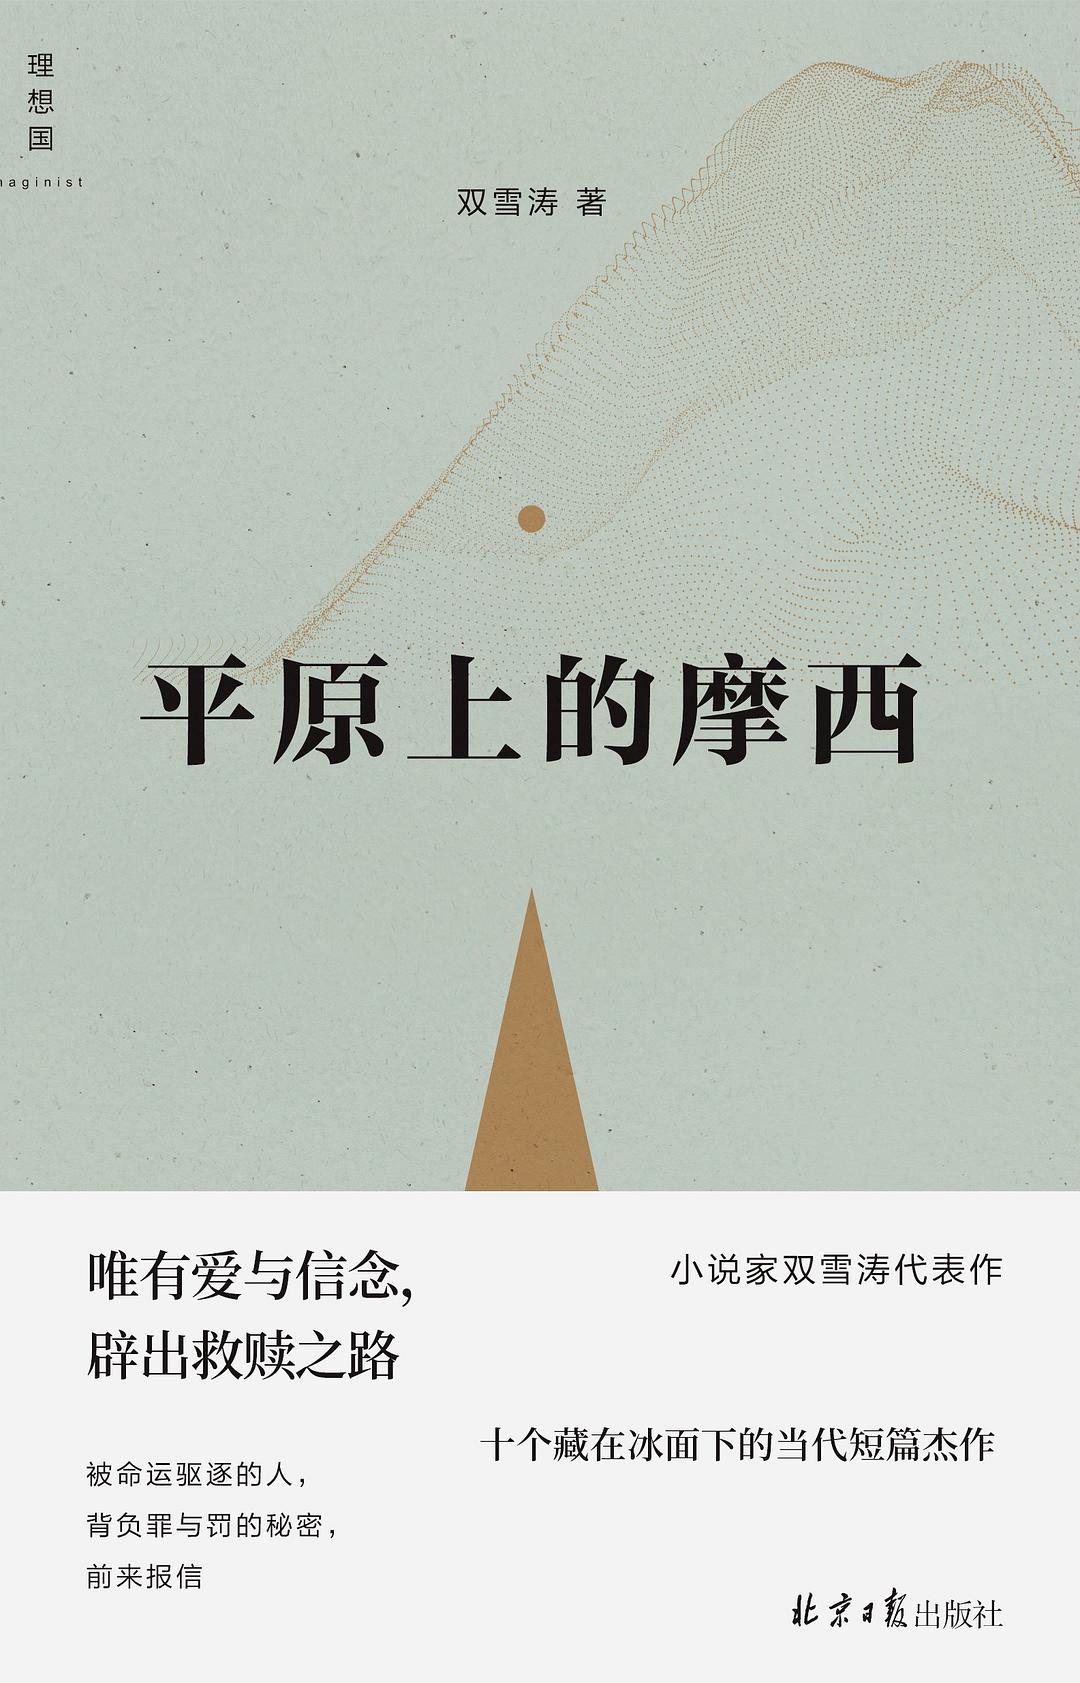 理想国
naginist
双雪涛 著
平原上的摩西
唯有爱与信念,
辟出救赎之路
小说家双雪涛代表作
十个藏在冰面下的当代短篇杰作
被命运驱逐的人,
背负罪与罚的秘密,
前来报信
北京日报出版社